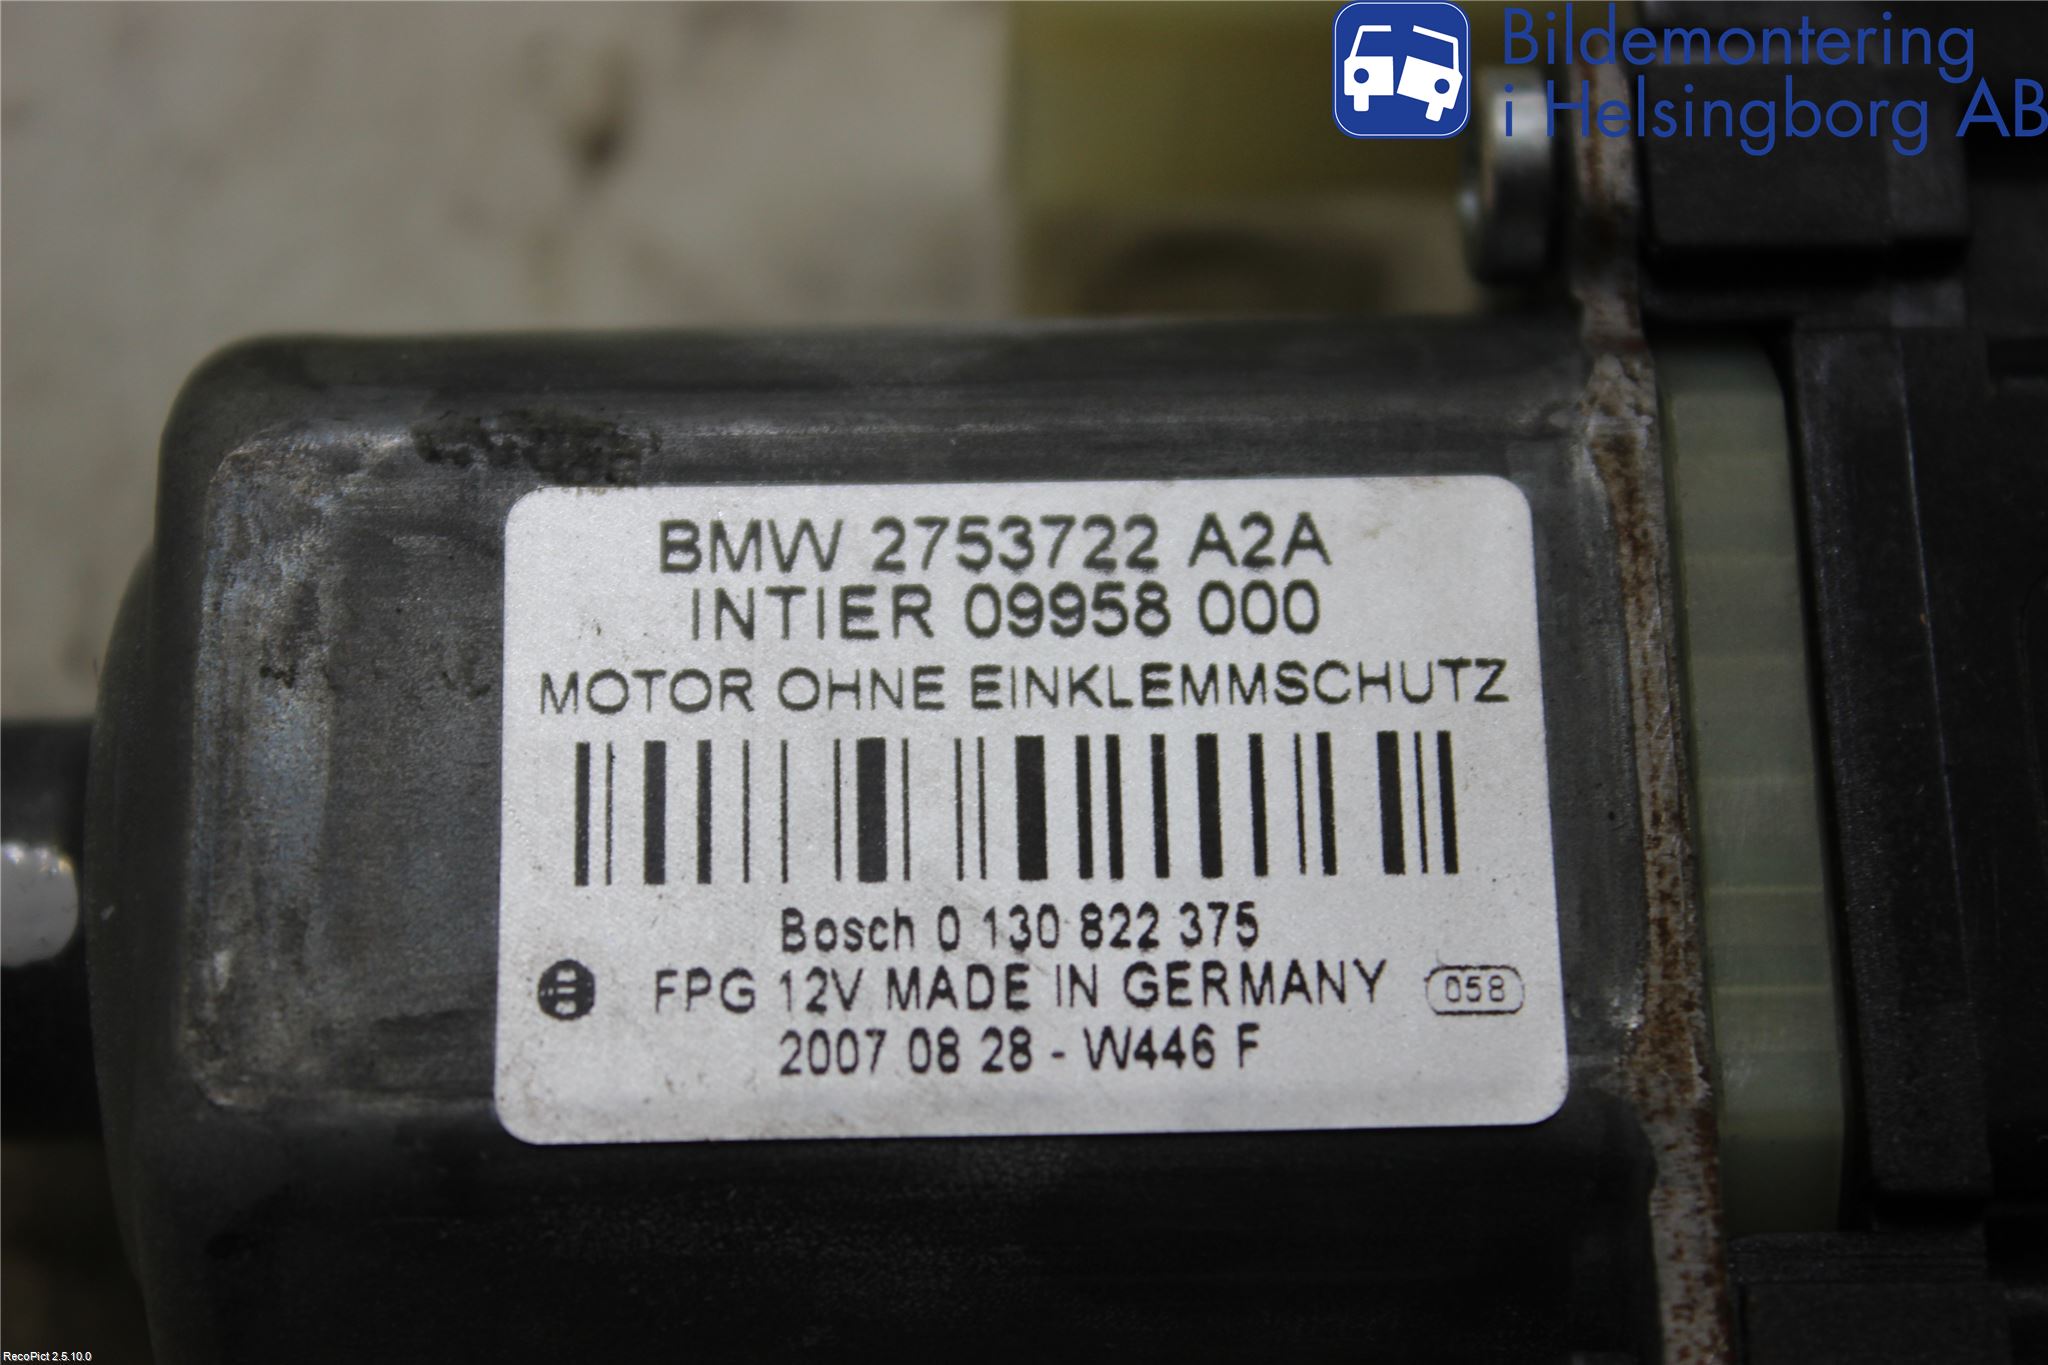 Bildemontering
i Helsingborg AB
BMW 2753722 A2A
INTIER 09958 000
MOTOR OHNE EINKLEMMSCHUTZ
Bosch 0 130 822 375
FPG 12V MADE IN GERMANY 058
2007 08 28 - W446 F
RecoPict 2.5.10.0